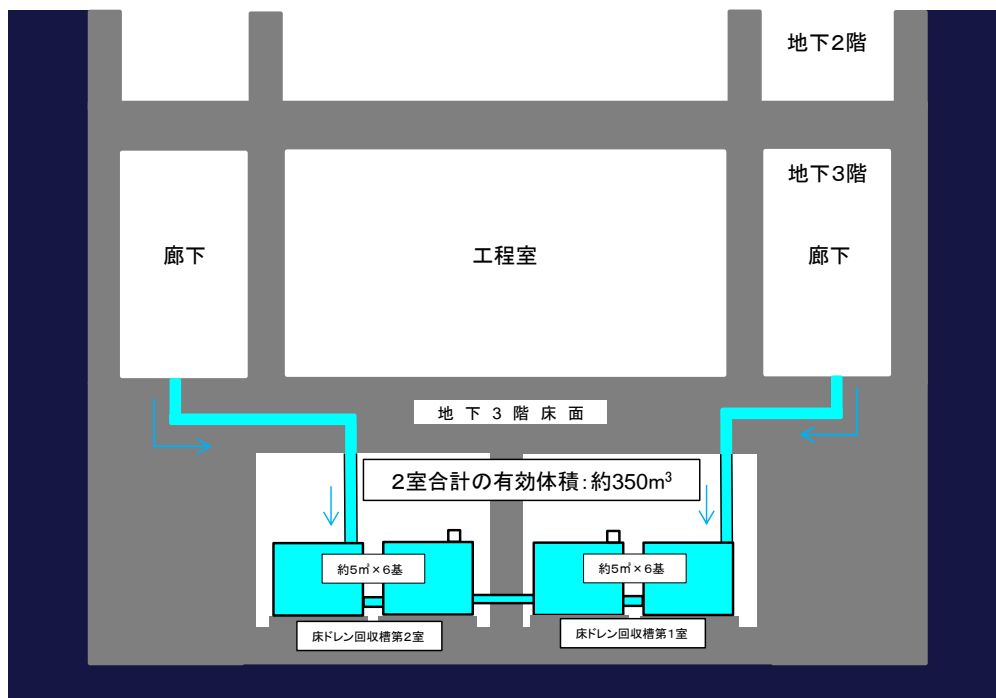 地下2階
地下3階
廊下
工程室
廊下
地下3階床面
2室合計の有効体積:約350m³
約5㎥×6基
約5㎥×6基
床ドレン回収槽第2室
床ドレン回収槽第1室